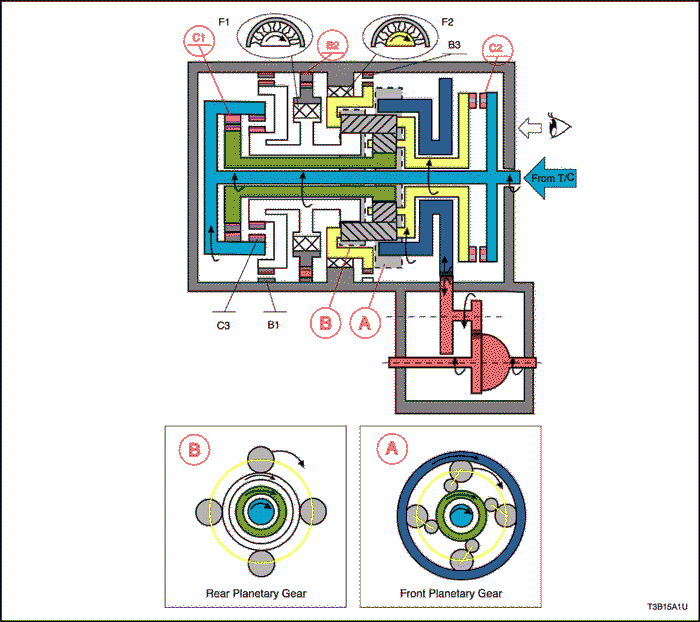 F1
F2
C1
B2
B3
C2
From T/C
C3
B1
B
A
B
A
Rear Planetary Gear
Front Planetary Gear
T3B15A1U